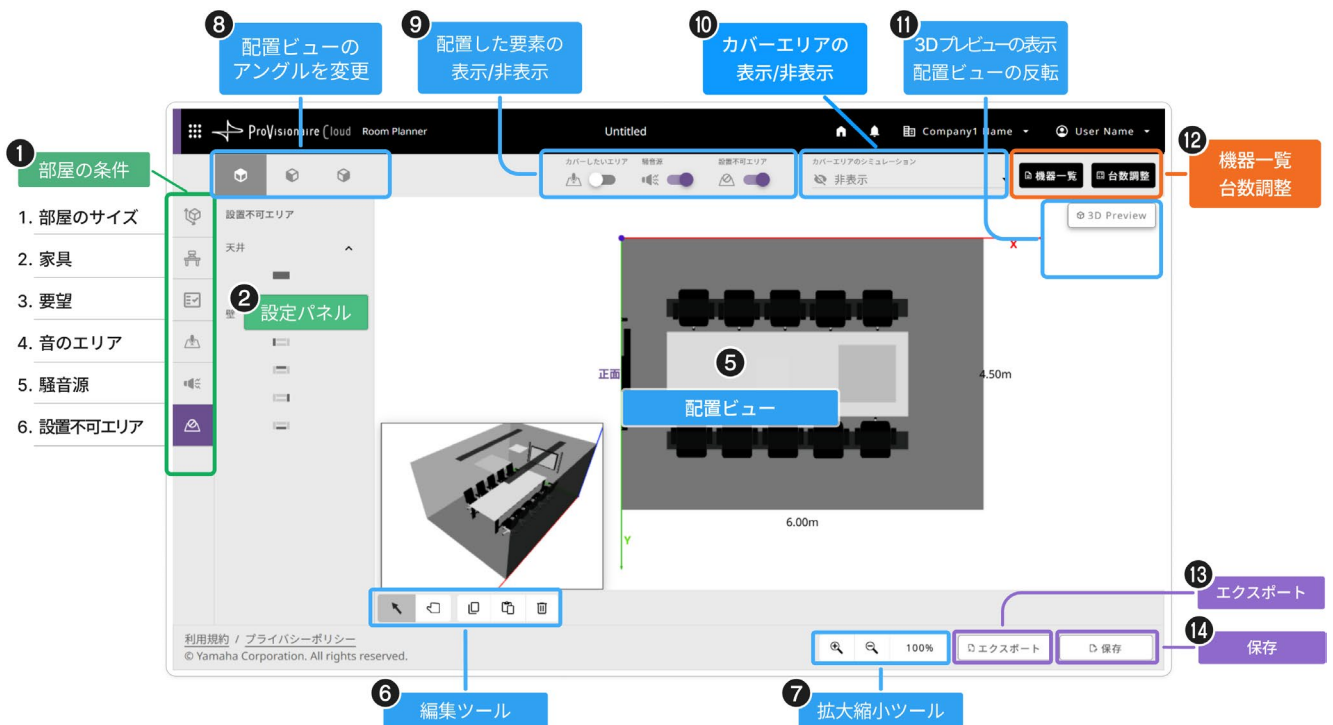 ❽
配置ビューの
アングルを変更
❾
配置した要素の
表示/非表示
❿
カバーエリアの
表示/非表示
⓫
3Dプレビューの表示
配置ビューの反転
ProVisionaire Cloud Room Planner
Untitled
Company1 Name
User Name
❶
部屋の条件
カバーしたいエリア
騒音源
設置不可エリア
カバーエリアのシミュレーション
非表示
機器一覧
台数調整
⓬
機器一覧
台数調整
1. 部屋のサイズ
2. 家具
3. 要望
4. 音のエリア
5. 騒音源
6. 設置不可エリア
設置不可エリア
天井
壁
❷
設定パネル
3D Preview
X
正面
❺
配置ビュー
4.50m
6.00m
Y
⓭
エクスポート
利用規約 / プライバシーポリシー
© Yamaha Corporation. All rights reserved.
100%
エクスポート
保存
⓮
保存
❻
編集ツール
❼
拡大縮小ツール